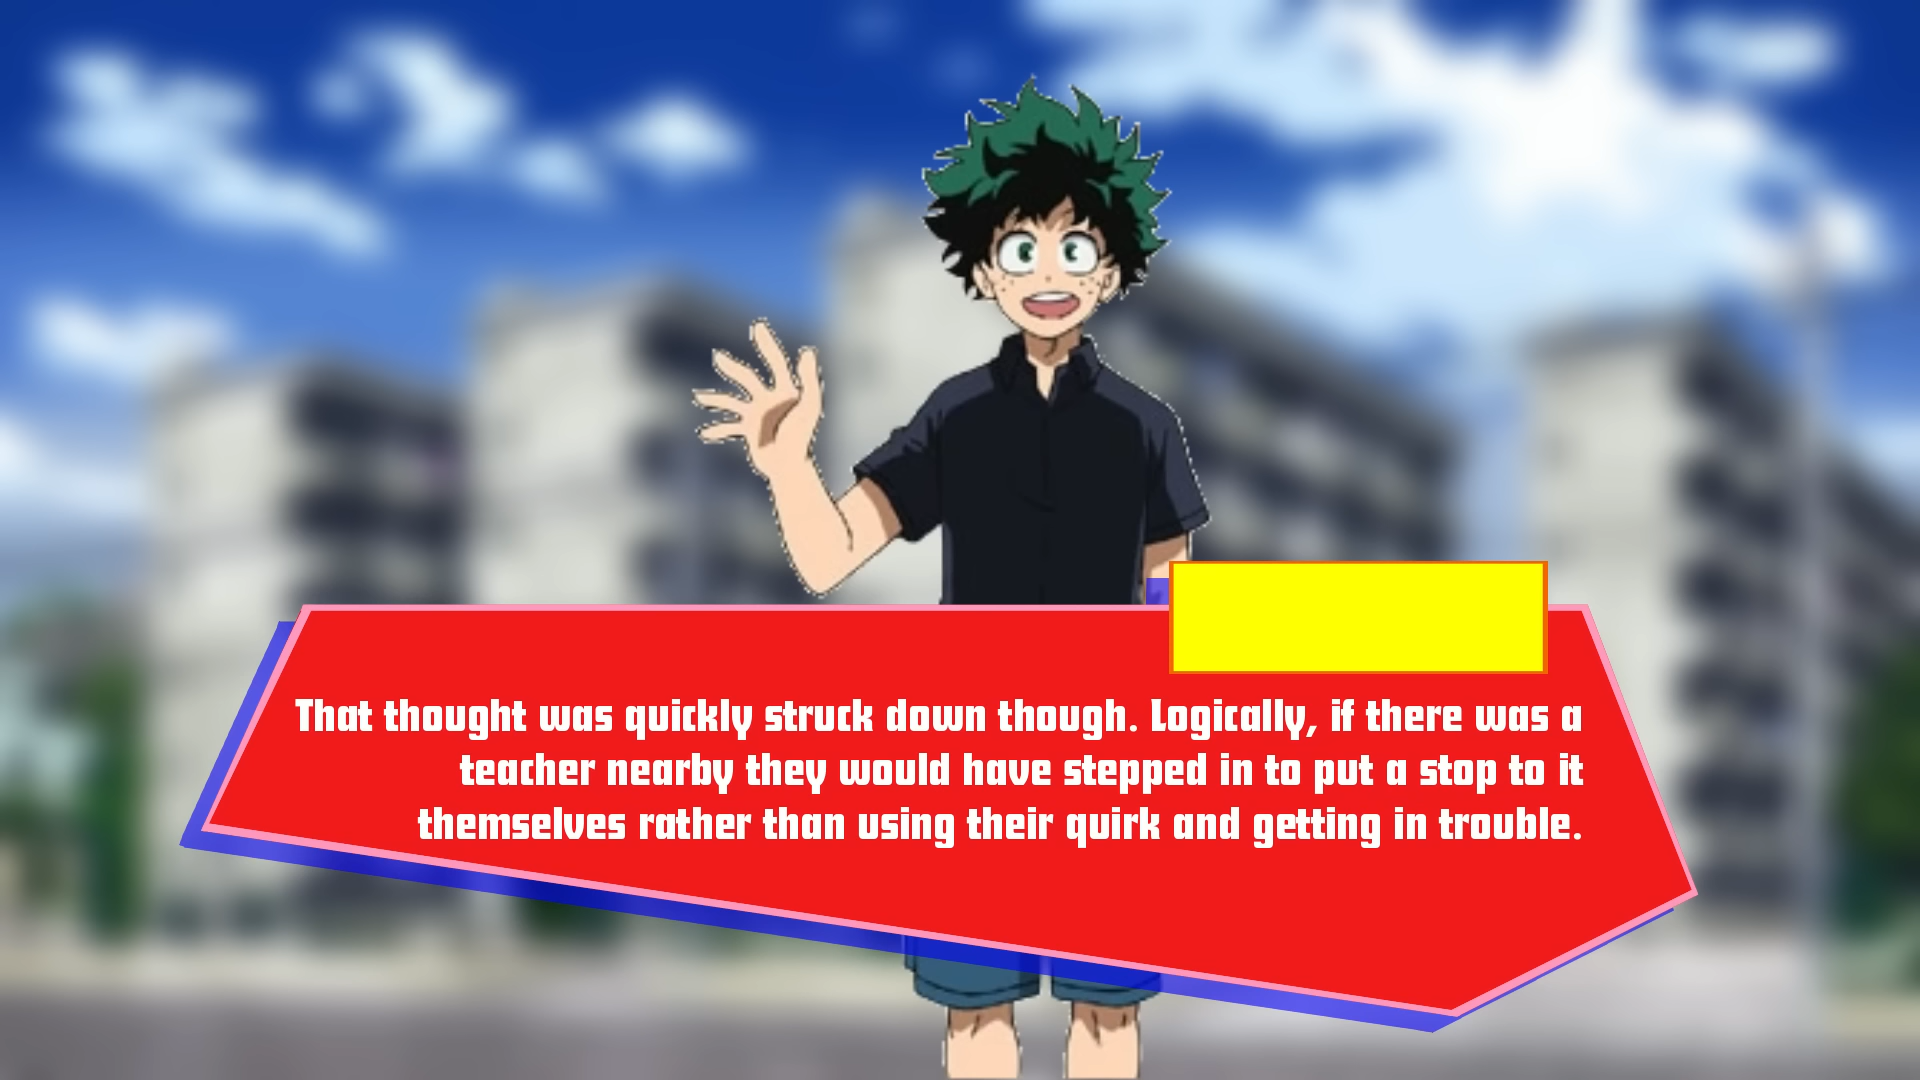 That thought was quickly struck down though. Logically, if there was a
teacher nearby they would have stepped in to put a stop to it
themselves rather than using their quirk and getting in trouble.